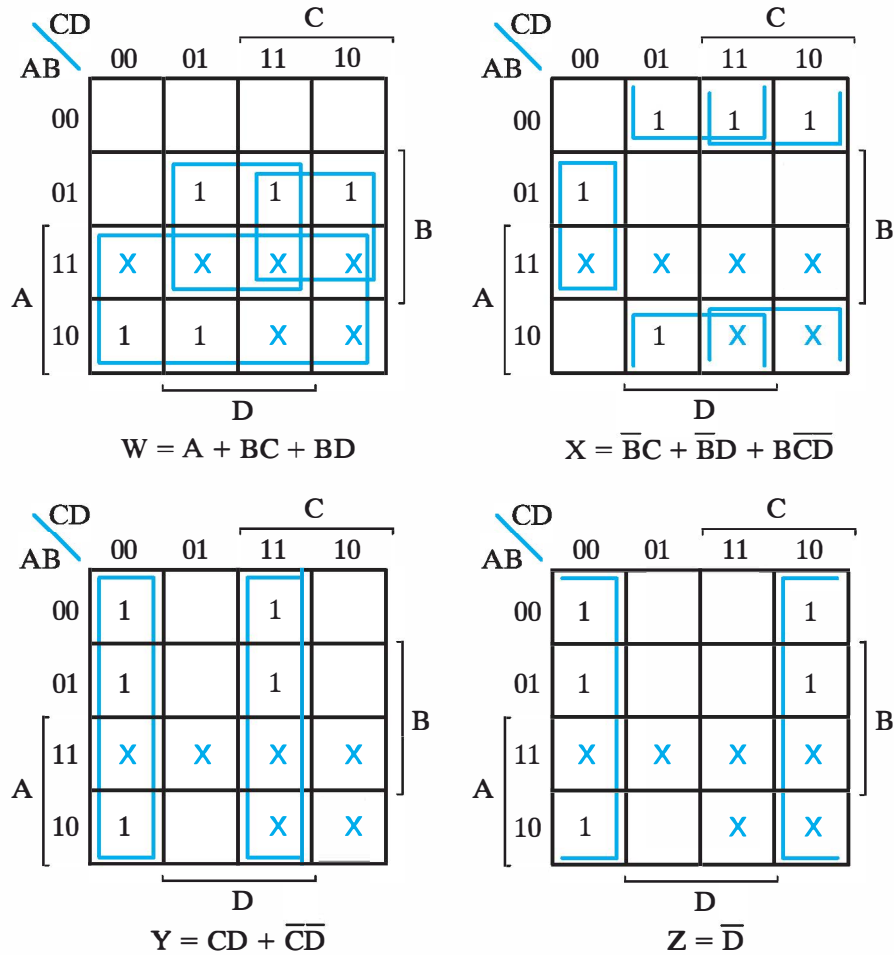 CD
C
AB 00 01 11 10
00
01 1 1 1
B
11 X X X X
A
10 1 1 X X
D
W = A + BC + BD
CD
C
AB 00 01 11 10
00 1 1 1
01 1
B
11 X X X X
A
10 1 X X
D
X = B̅C + B̅D + BC̅D̅
CD
C
AB 00 01 11 10
00 1 1
01 1 1
B
11 X X X X
A
10 1 X X
D
Y = CD + C̅D̅
CD
C
AB 00 01 11 10
00 1 1
01 1 1
B
11 X X X X
A
10 1 X X
D
Z = D̅